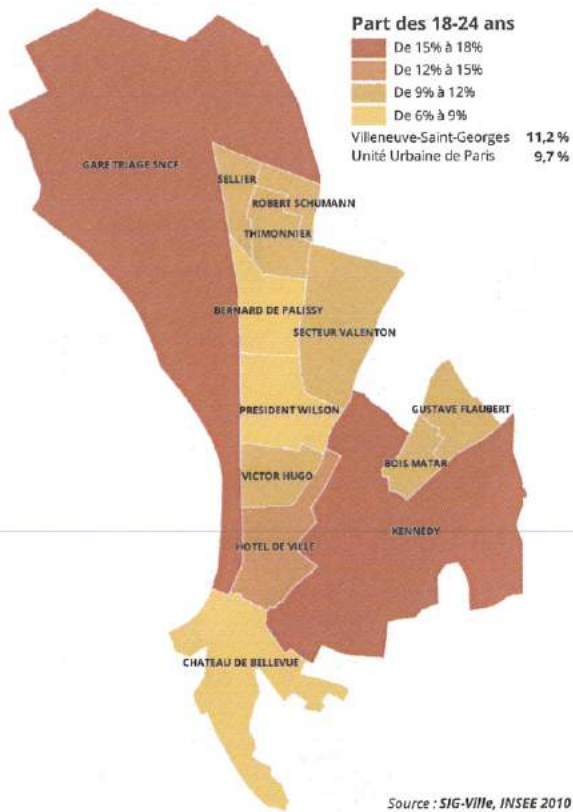 Part des 18-24 ans
De 15% à 18%
De 12% à 15%
De 9% à 12%
De 6% à 9%
Villeneuve-Saint-Georges 11,2 %
Unité Urbaine de Paris 9,7 %
GARE TRIAGE SNCF
SELLIER
ROBERT SCHUMANN
THIMONNIER
BERNARD DE PALISSY
SECTEUR VALENTON
PRESIDENT WILSON
GUSTAVE FLAUBERT
BOIS MATAR
VICTOR HUGO
KENNEDY
HOTEL DE VILLE
CHATEAU DE BELLEVUE
Source : SIG-Ville, INSEE 2010